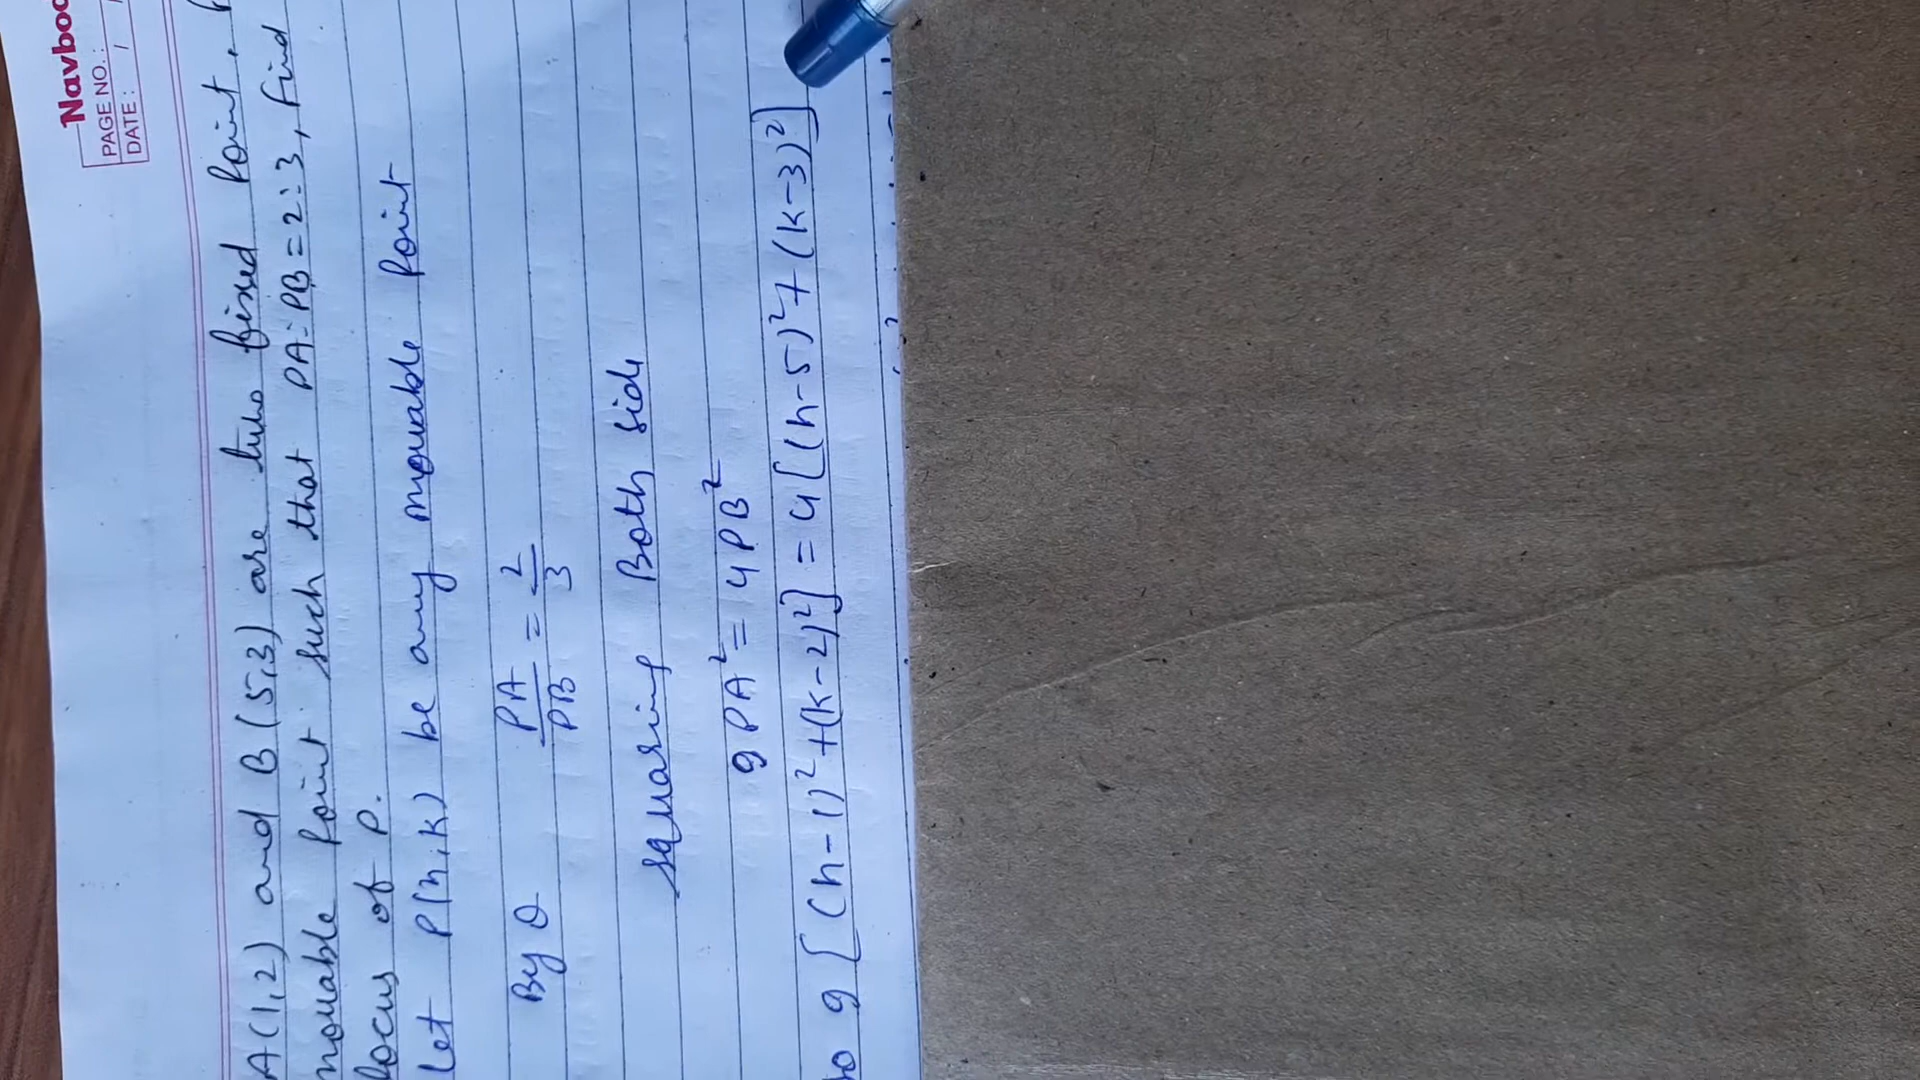 Navboo
PAGE NO.:
DATE: / /
A(1,2) and B(5,3) are two fixed Point,
movable point such that PA:PB=2:3, Find
locus of P.
Let P(h,k) be any movable Point
By Q PA/PB = 2/3
squaring Both side
9PA²=4PB²
so 9[(h-1)²+(k-2)²]=4[(h-5)²+(k-3)²]